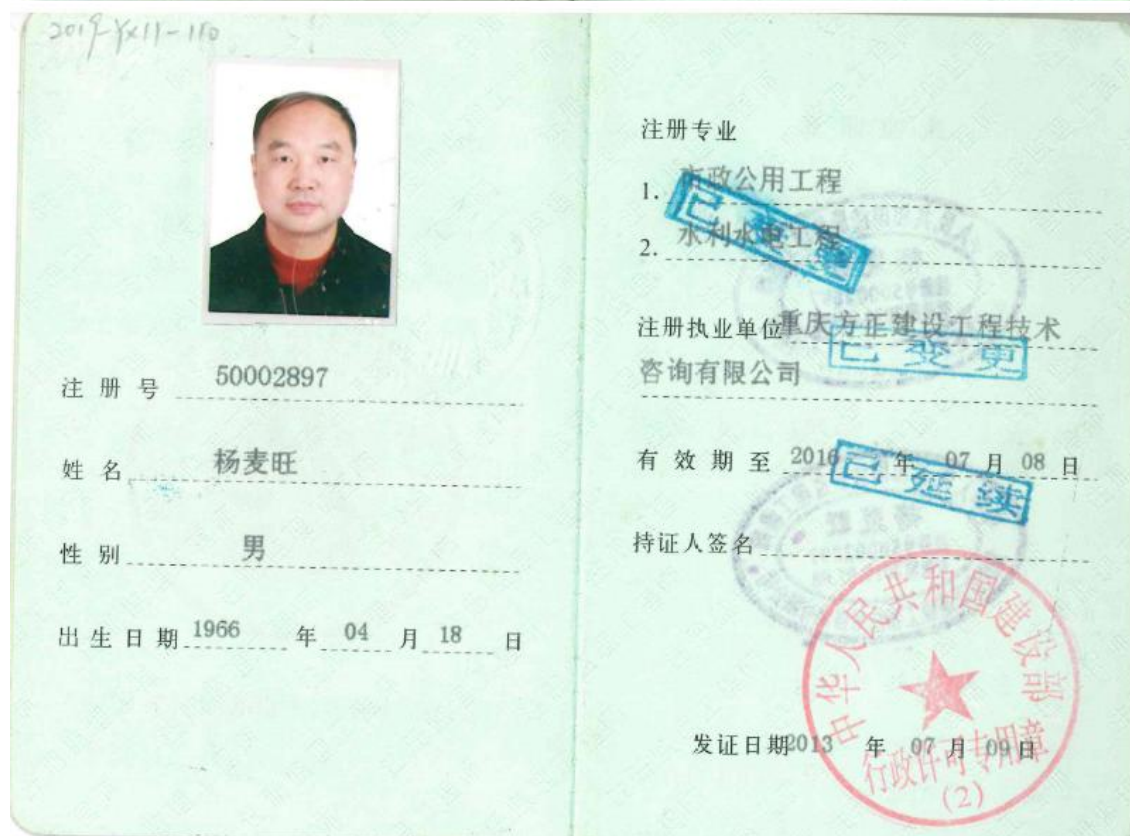 2019-YX11-110
注册号 50002897
姓名 杨麦旺
性别 男
出生日期 1966 年 04 月 18 日
注册专业
1. 市政公用工程
2. 水利水电工程
已变更
注册执业单位 重庆方正建设工程技术
咨询有限公司
已变更
有效期至 2016 年 07 月 08 日
已延续
持证人签名
中华人民共和国建设部
行政许可专用章
(2)
发证日期 2013 年 07 月 09 日